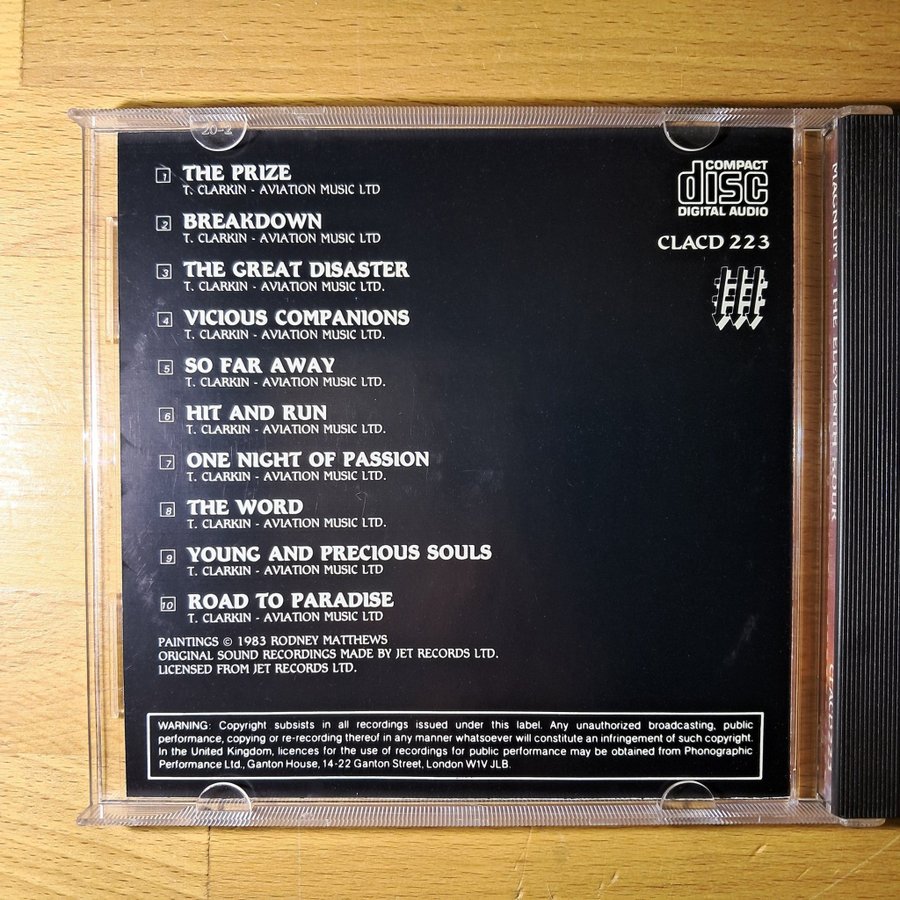 20-2
1 THE PRIZE
T. CLARKIN - AVIATION MUSIC LTD
2 BREAKDOWN
T. CLARKIN - AVIATION MUSIC LTD
3 THE GREAT DISASTER
T. CLARKIN - AVIATION MUSIC LTD.
4 VICIOUS COMPANIONS
T. CLARKIN - AVIATION MUSIC LTD.
5 SO FAR AWAY
T. CLARKIN - AVIATION MUSIC LTD.
6 HIT AND RUN
T. CLARKIN - AVIATION MUSIC LTD.
7 ONE NIGHT OF PASSION
T. CLARKIN - AVIATION MUSIC LTD.
8 THE WORD
T. CLARKIN - AVIATION MUSIC LTD.
9 YOUNG AND PRECIOUS SOULS
T. CLARKIN - AVIATION MUSIC LTD
10 ROAD TO PARADISE
T. CLARKIN - AVIATION MUSIC LTD
PAINTINGS © 1983 RODNEY MATTHEWS
ORIGINAL SOUND RECORDINGS MADE BY JET RECORDS LTD.
LICENSED FROM JET RECORDS LTD.
WARNING: Copyright subsists in all recordings issued under this label. Any unauthorized broadcasting, public
performance, copying or re-recording thereof in any manner whatsoever will constitute an infringement of such copyright.
In the United Kingdom, licences for the use of recordings for public performance may be obtained from Phonographic
Performance Ltd., Ganton House, 14-22 Ganton Street, London W1V JLB.
COMPACT
disc
DIGITAL AUDIO
CLACD 223
MAGNUM - THE ELEVENTH HOUR
CLACD 223